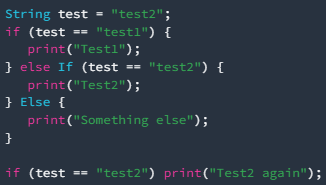 String test = "test2";
if (test == "test1") {
print("Test1");
} else If (test == "test2") {
print("Test2");
} Else {
print("Something else");
}
if (test == "test2") print("Test2 again");